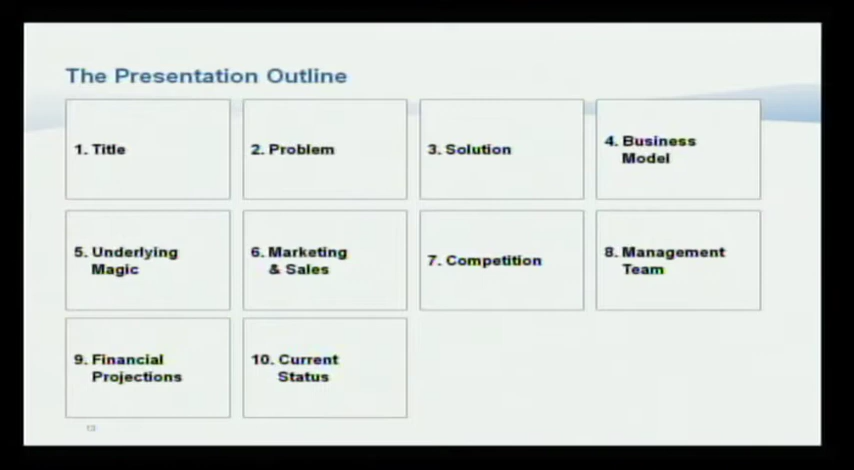 The Presentation Outline
1. Title
2. Problem
3. Solution
4. Business
Model
5. Underlying
Magic
6. Marketing
& Sales
7. Competition
8. Management
Team
9. Financial
Projections
10. Current
Status